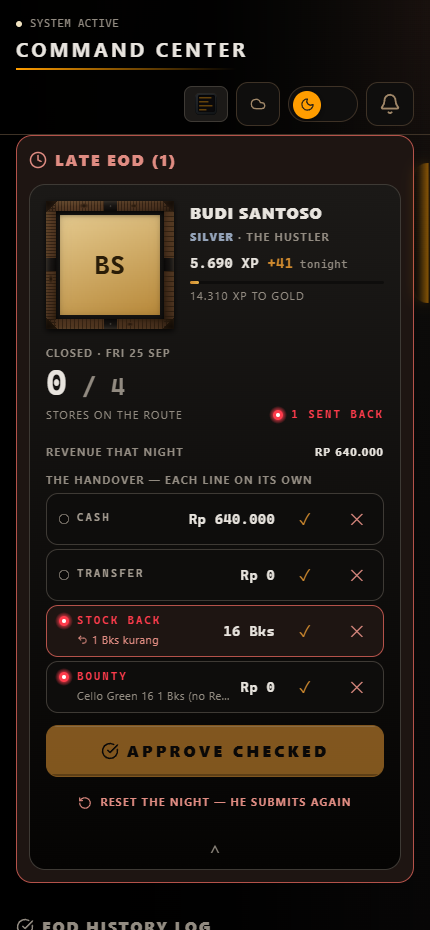 SYSTEM ACTIVE
COMMAND CENTER
LATE EOD (1)
BS
BUDI SANTOSO
SILVER · THE HUSTLER
5.690 XP +41 tonight
14.310 XP TO GOLD
CLOSED · FRI 25 SEP
0 / 4
STORES ON THE ROUTE
1 SENT BACK
REVENUE THAT NIGHT RP 640.000
THE HANDOVER — EACH LINE ON ITS OWN
CASH Rp 640.000 ✓ ✕
TRANSFER Rp 0 ✓ ✕
STOCK BACK 16 Bks ✓ ✕
1 Bks kurang
BOUNTY Rp 0 ✓ ✕
Cello Green 16 1 Bks (no Re...
APPROVE CHECKED
RESET THE NIGHT — HE SUBMITS AGAIN
EOD HISTORY LOG